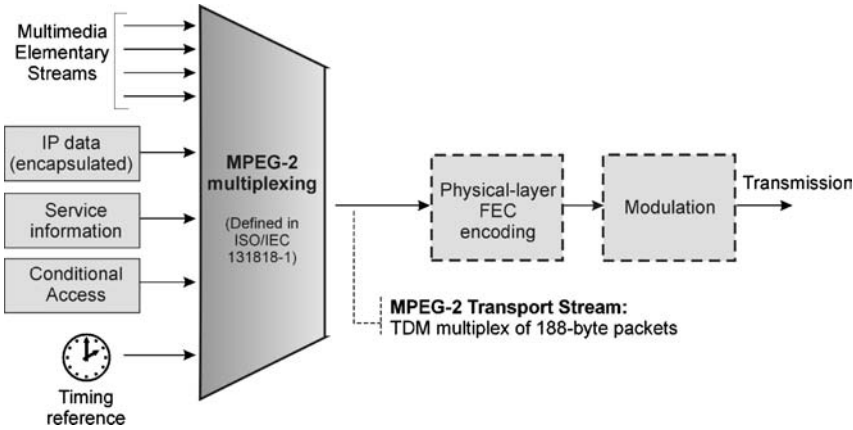 Multimedia
Elementary
Streams
IP data
(encapsulated)
Service
information
Conditional
Access
Timing
reference
MPEG-2
multiplexing
(Defined in
ISO/IEC
131818-1)
Physical-layer
FEC
encoding
Modulation
Transmission
MPEG-2 Transport Stream:
TDM multiplex of 188-byte packets